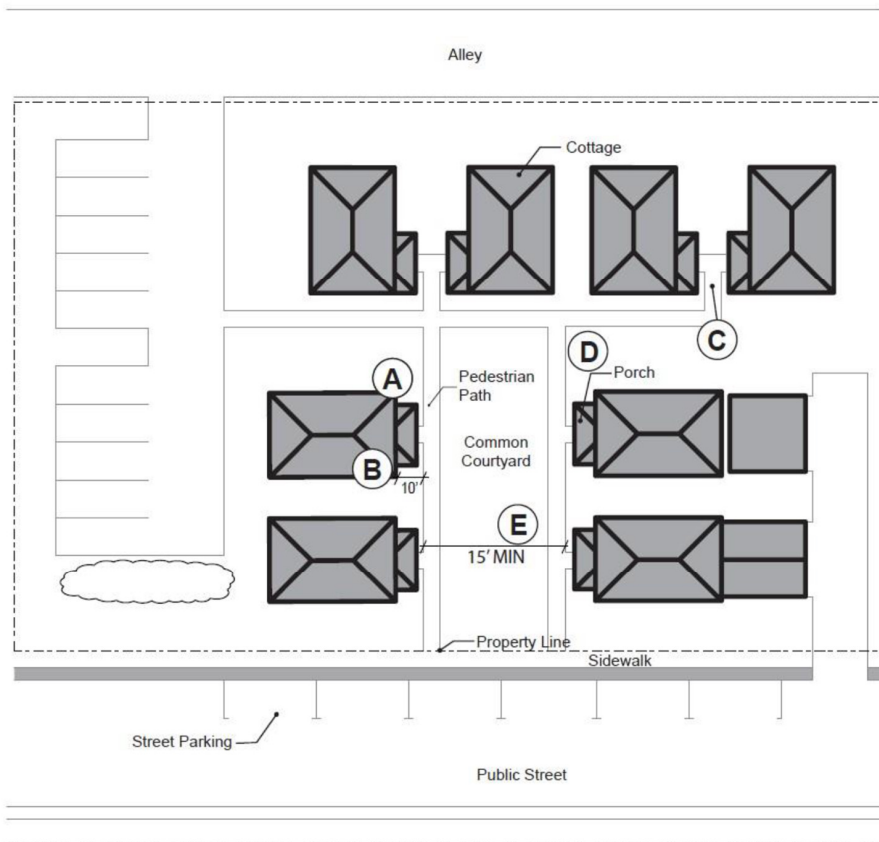 Alley
Cottage
C
A
D
Porch
Pedestrian
Path
Common
Courtyard
B
10'
E
15' MIN
Property Line
Sidewalk
Street Parking
Public Street